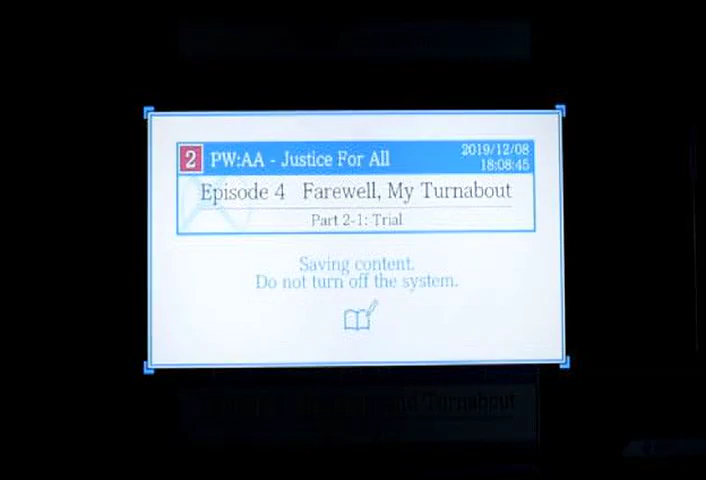 2 PW:AA - Justice For All 2019/12/08
18:08:45
Episode 4 Farewell, My Turnabout
Part 2-1: Trial
Saving content.
Do not turn off the system.
Turnabout